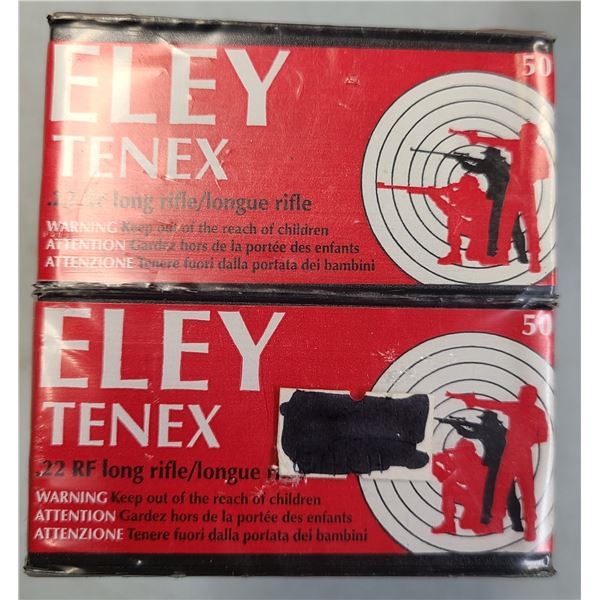 ELEY
50
TENEX
.22 RF long rifle/longue rifle
WARNING Keep out of the reach of children
ATTENTION Gardez hors de la portée des enfants
ATTENZIONE Tenere fuori dalla portata dei bambini
ELEY
50
TENEX
.22 RF long rifle/longue
WARNING Keep out of the reach of children
ATTENTION Gardez hors de la portée des enfants
ATTENZIONE Tenere fuori dalla portata dei bambini